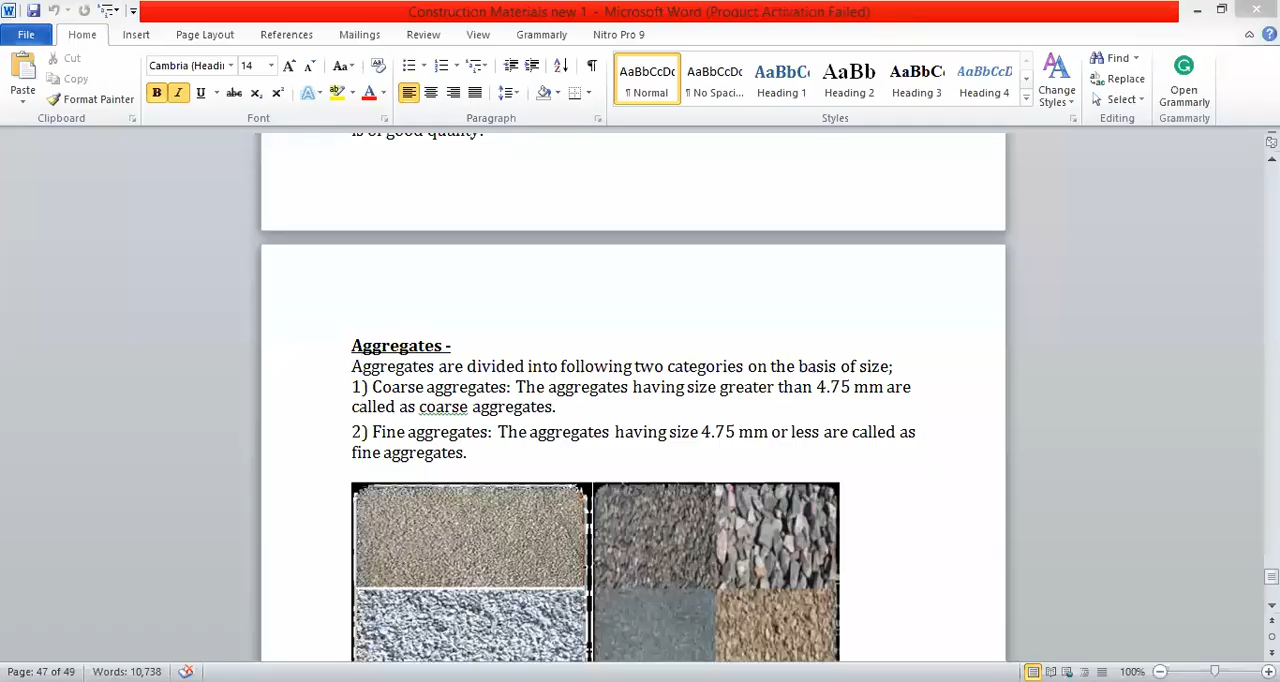 Construction Materials new 1 - Microsoft Word (Product Activation Failed)
File Home Insert Page Layout References Mailings Review View Grammarly Nitro Pro 9
Paste
Cut
Copy
Format Painter
Clipboard
Cambria (Headi 14
Font
Paragraph
AaBbCcDc AaBbCcDc AaBbC AaBb AaBbC AaBbCcD
¶ Normal ¶ No Spaci... Heading 1 Heading 2 Heading 3 Heading 4
Styles
Change
Styles
Find
Replace
Select
Editing
Open
Grammarly
Grammarly
is of good quality.
Aggregates -
Aggregates are divided into following two categories on the basis of size;
1) Coarse aggregates: The aggregates having size greater than 4.75 mm are
called as coarse aggregates.
2) Fine aggregates: The aggregates having size 4.75 mm or less are called as
fine aggregates.
Page: 47 of 49 Words: 10,738 100%